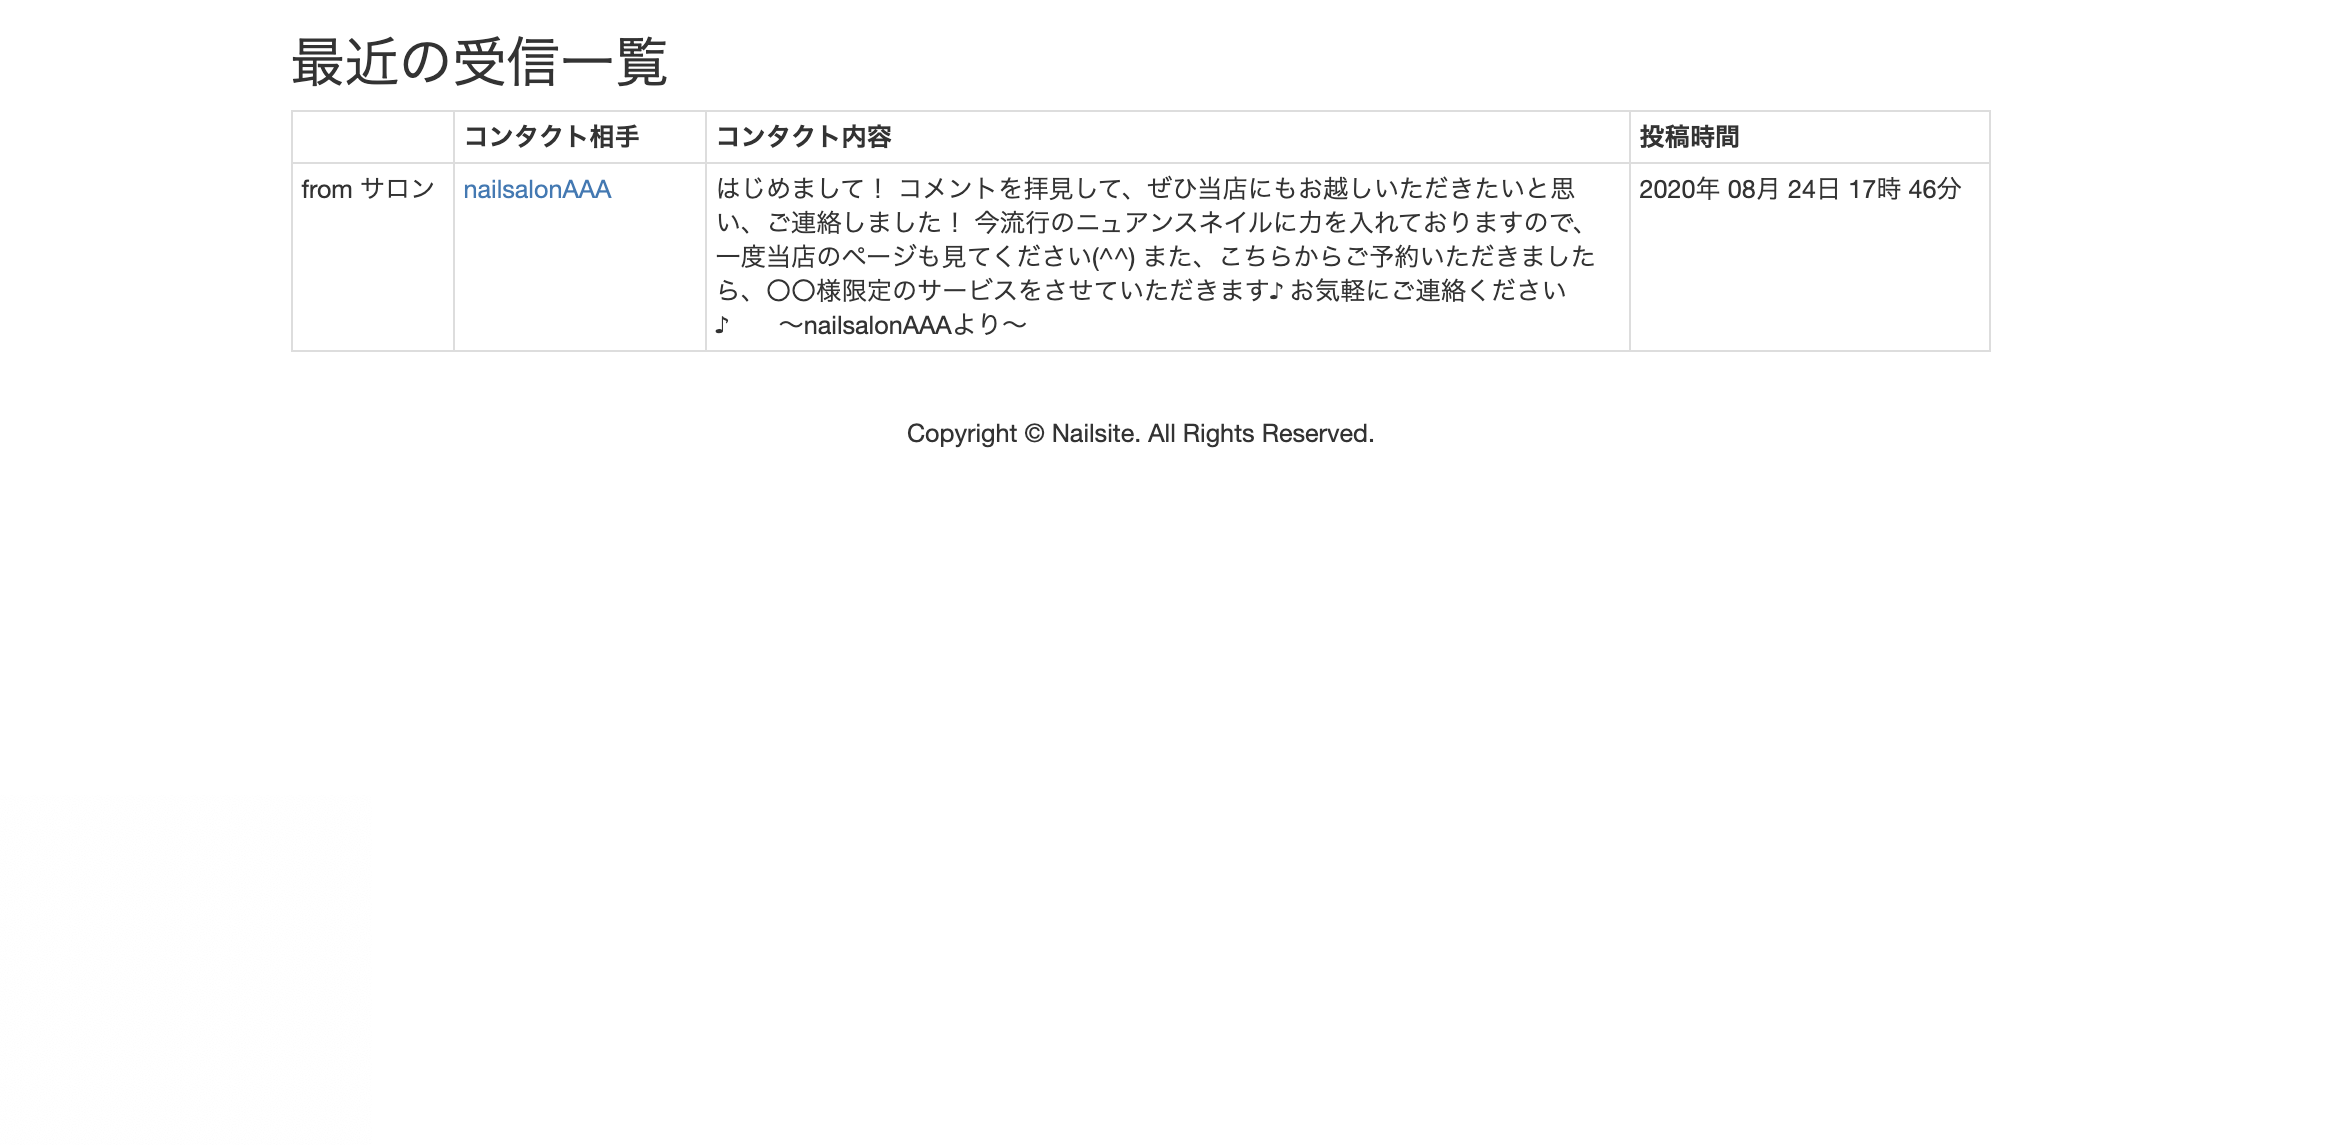 最近の受信一覧
コンタクト相手 コンタクト内容 投稿時間
from サロン nailsalonAAA はじめまして！ コメントを拝見して、ぜひ当店にもお越しいただきたいと思 2020年 08月 24日 17時 46分
い、ご連絡しました！ 今流行のニュアンスネイルに力を入れておりますので、
一度当店のページも見てください(^^) また、こちらからご予約いただきました
ら、〇〇様限定のサービスをさせていただきます♪ お気軽にご連絡ください
♪　　〜nailsalonAAAより〜
Copyright © Nailsite. All Rights Reserved.